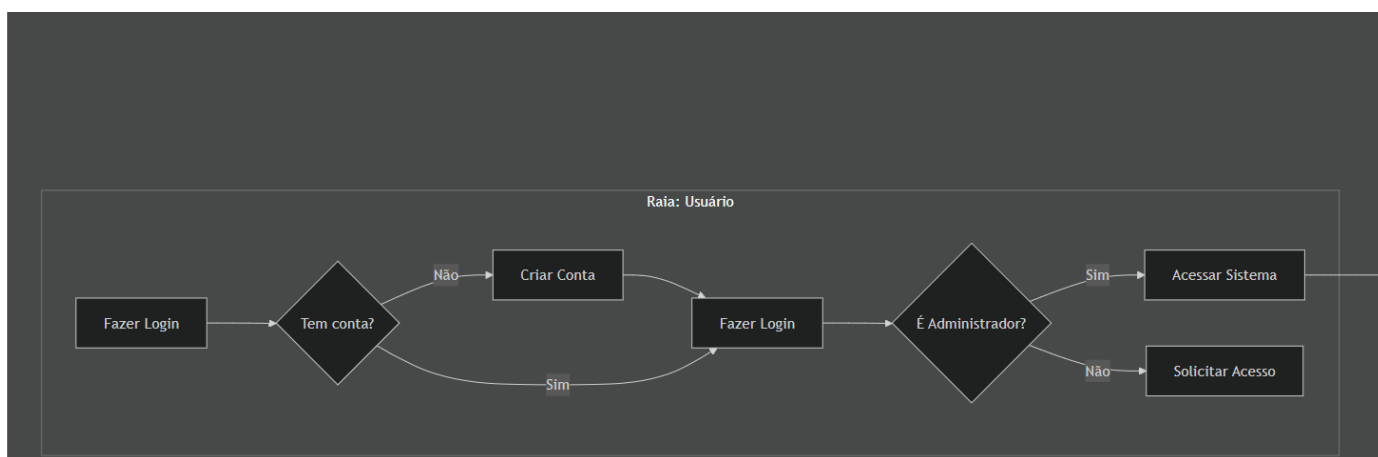 Raia: Usuário
Fazer Login
Tem conta?
Não
Criar Conta
Sim
Fazer Login
É Administrador?
Sim
Acessar Sistema
Não
Solicitar Acesso